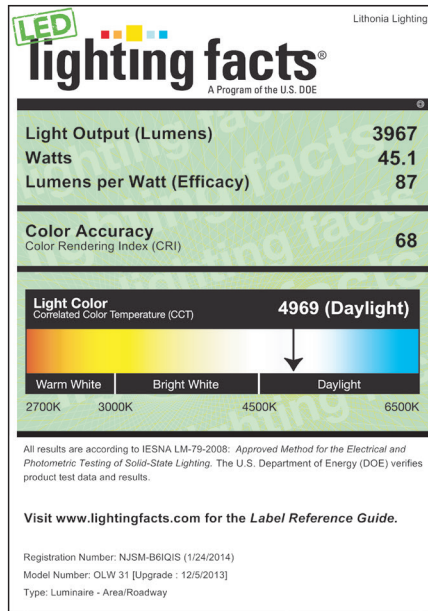 Lithonia Lighting
LED
lighting facts®
A Program of the U.S. DOE
Light Output (Lumens) 3967
Watts 45.1
Lumens per Watt (Efficacy) 87
Color Accuracy
Color Rendering Index (CRI) 68
Light Color
Correlated Color Temperature (CCT) 4969 (Daylight)
Warm White Bright White Daylight
2700K 3000K 4500K 6500K
All results are according to IESNA LM-79-2008: Approved Method for the Electrical and
Photometric Testing of Solid-State Lighting. The U.S. Department of Energy (DOE) verifies
product test data and results.
Visit www.lightingfacts.com for the Label Reference Guide.
Registration Number: NJSM-B6IQIS (1/24/2014)
Model Number: OLW 31 [Upgrade : 12/5/2013]
Type: Luminaire - Area/Roadway